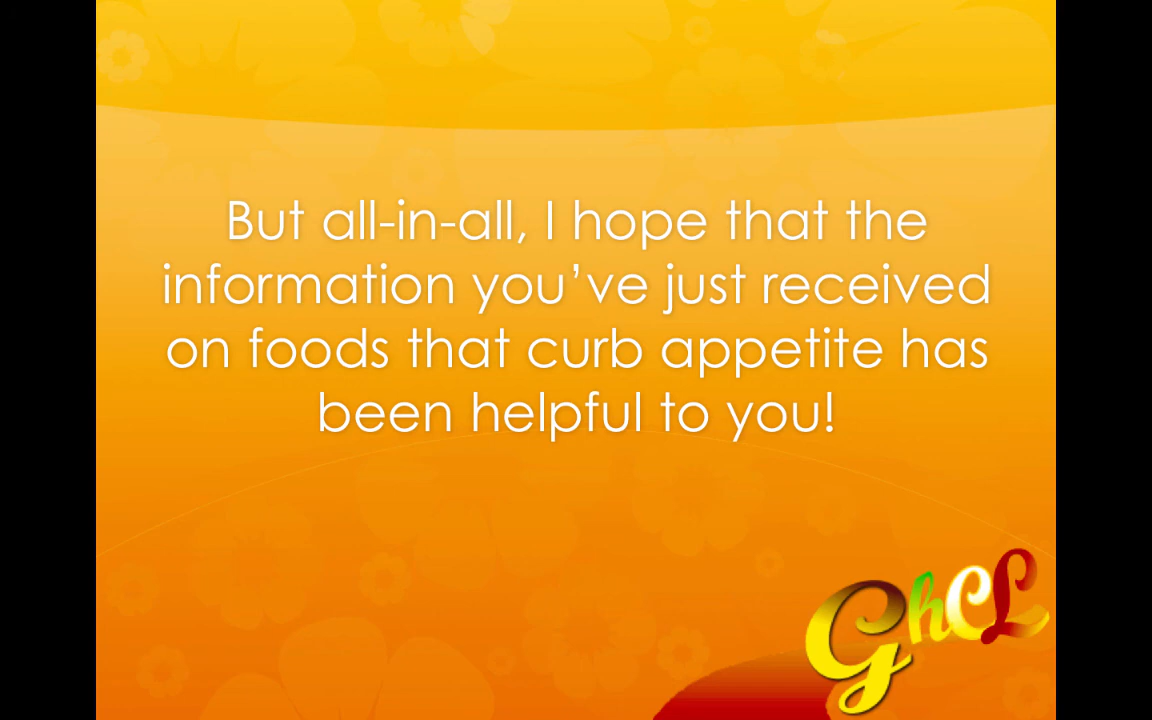 But all-in-all, I hope that the
information you’ve just received
on foods that curb appetite has
been helpful to you!
GhCL